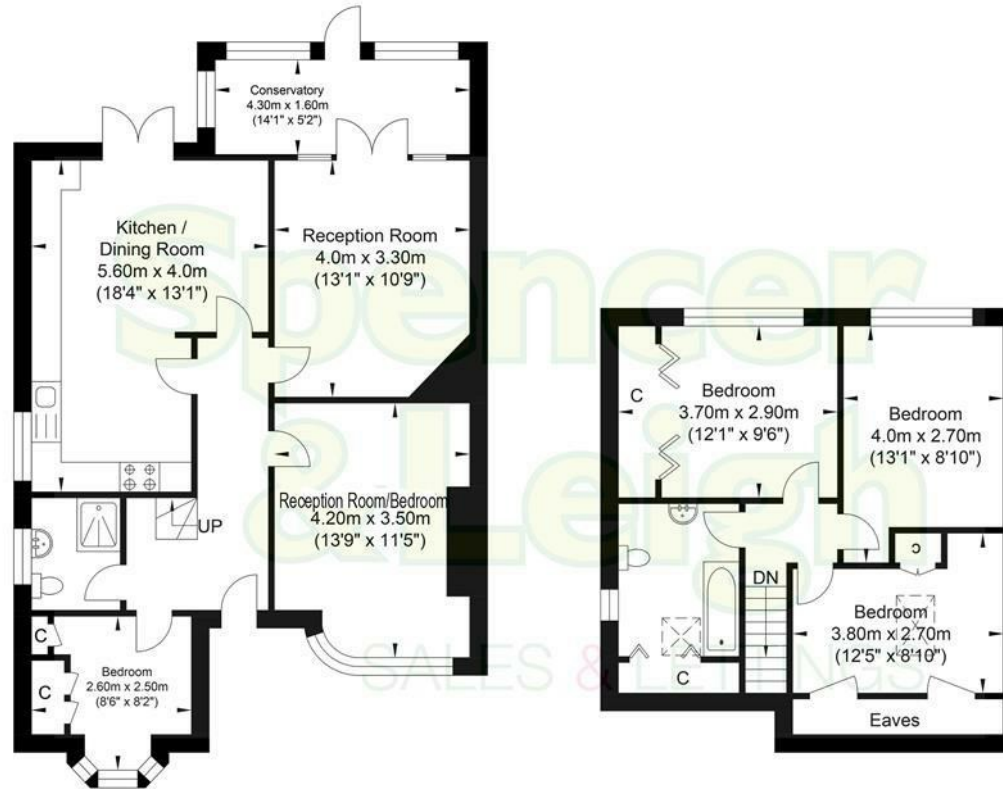 Conservatory
4.30m x 1.60m
(14'1" x 5'2")
Kitchen /
Dining Room
5.60m x 4.0m
(18'4" x 13'1")
Reception Room
4.0m x 3.30m
(13'1" x 10'9")
Reception Room/Bedroom
4.20m x 3.50m
(13'9" x 11'5")
UP
C
C
Bedroom
2.60m x 2.50m
(8'6" x 8'2")
C
Bedroom
3.70m x 2.90m
(12'1" x 9'6")
Bedroom
4.0m x 2.70m
(13'1" x 8'10")
C
DN
Bedroom
3.80m x 2.70m
(12'5" x 8'10")
C
Eaves
Spencer
& Leigh
SALES & LETTINGS